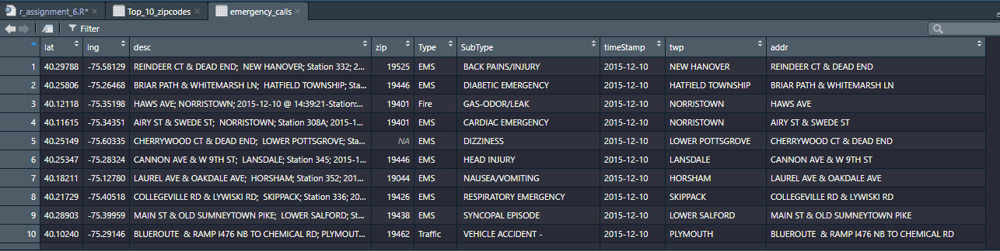 r_assignment_6.R* Top_10_zipcodes emergency_calls
Filter
lat lng desc zip Type SubType timeStamp twp addr
1 40.29788 -75.58129 REINDEER CT & DEAD END; NEW HANOVER; Station 332; 2... 19525 EMS BACK PAINS/INJURY 2015-12-10 NEW HANOVER REINDEER CT & DEAD END
2 40.25806 -75.26468 BRIAR PATH & WHITEMARSH LN; HATFIELD TOWNSHIP; Sta... 19446 EMS DIABETIC EMERGENCY 2015-12-10 HATFIELD TOWNSHIP BRIAR PATH & WHITEMARSH LN
3 40.12118 -75.35198 HAWS AVE; NORRISTOWN; 2015-12-10 @ 14:39:21-Station:... 19401 Fire GAS-ODOR/LEAK 2015-12-10 NORRISTOWN HAWS AVE
4 40.11615 -75.34351 AIRY ST & SWEDE ST; NORRISTOWN; Station 308A; 2015-1... 19401 EMS CARDIAC EMERGENCY 2015-12-10 NORRISTOWN AIRY ST & SWEDE ST
5 40.25149 -75.60335 CHERRYWOOD CT & DEAD END; LOWER POTTSGROVE; Sta... NA EMS DIZZINESS 2015-12-10 LOWER POTTSGROVE CHERRYWOOD CT & DEAD END
6 40.25347 -75.28324 CANNON AVE & W 9TH ST; LANSDALE; Station 345; 2015-1... 19446 EMS HEAD INJURY 2015-12-10 LANSDALE CANNON AVE & W 9TH ST
7 40.18211 -75.12780 LAUREL AVE & OAKDALE AVE; HORSHAM; Station 352; 201... 19044 EMS NAUSEA/VOMITING 2015-12-10 HORSHAM LAUREL AVE & OAKDALE AVE
8 40.21729 -75.40518 COLLEGEVILLE RD & LYWISKI RD; SKIPPACK; Station 336; 20... 19426 EMS RESPIRATORY EMERGENCY 2015-12-10 SKIPPACK COLLEGEVILLE RD & LYWISKI RD
9 40.28903 -75.39959 MAIN ST & OLD SUMNEYTOWN PIKE; LOWER SALFORD; St... 19438 EMS SYNCOPAL EPISODE 2015-12-10 LOWER SALFORD MAIN ST & OLD SUMNEYTOWN PIKE
10 40.10240 -75.29146 BLUEROUTE & RAMP I476 NB TO CHEMICAL RD; PLYMOUT... 19462 Traffic VEHICLE ACCIDENT - 2015-12-10 PLYMOUTH BLUEROUTE & RAMP I476 NB TO CHEMICAL RD